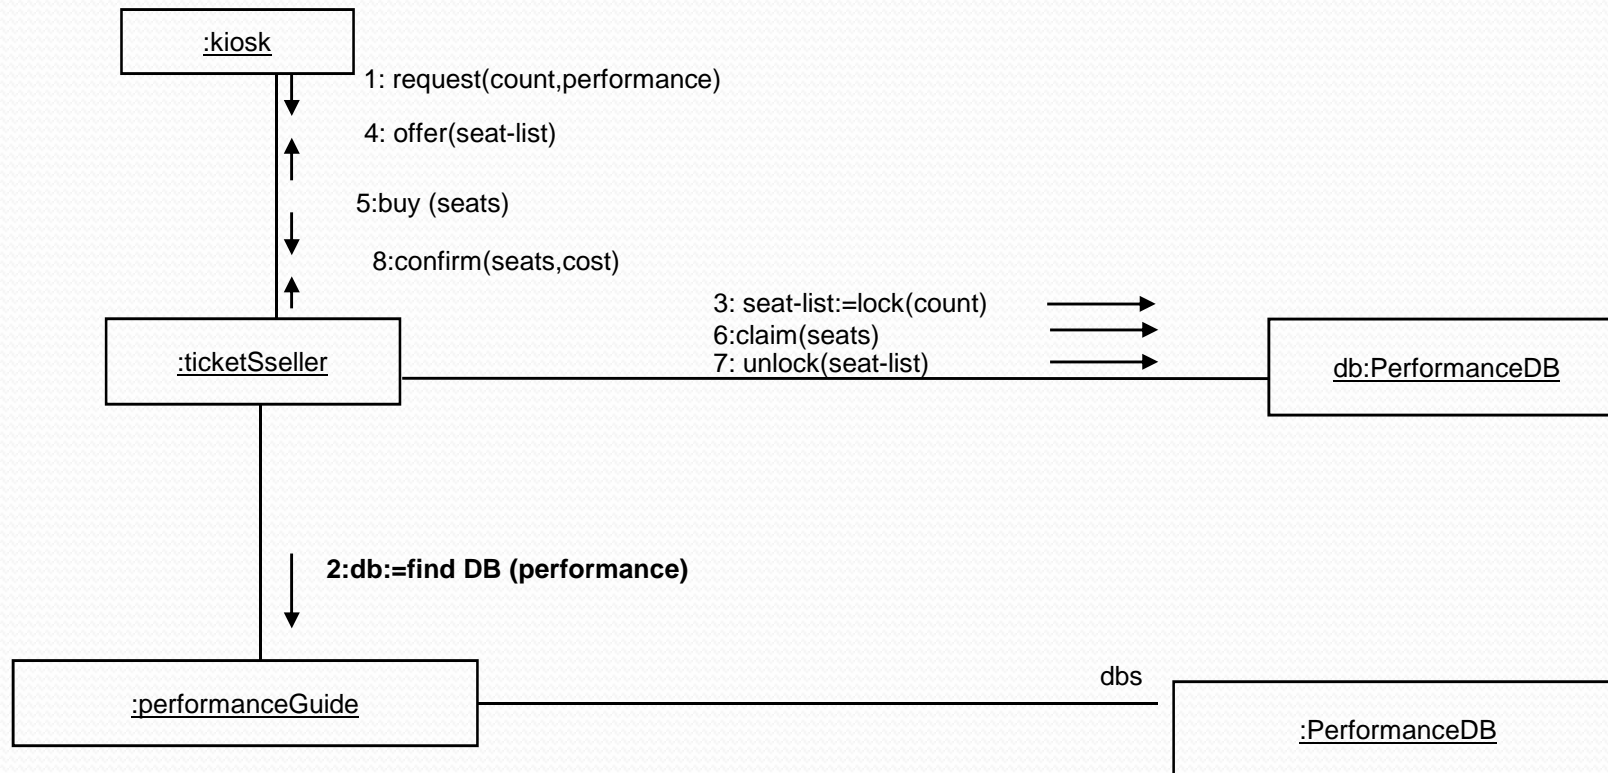 :kiosk
1: request(count,performance)
4: offer(seat-list)
5:buy (seats)
8:confirm(seats,cost)
3: seat-list:=lock(count)
6:claim(seats)
7: unlock(seat-list)
:ticketSseller
db:PerformanceDB
2:db:=find DB (performance)
dbs
:performanceGuide
:PerformanceDB